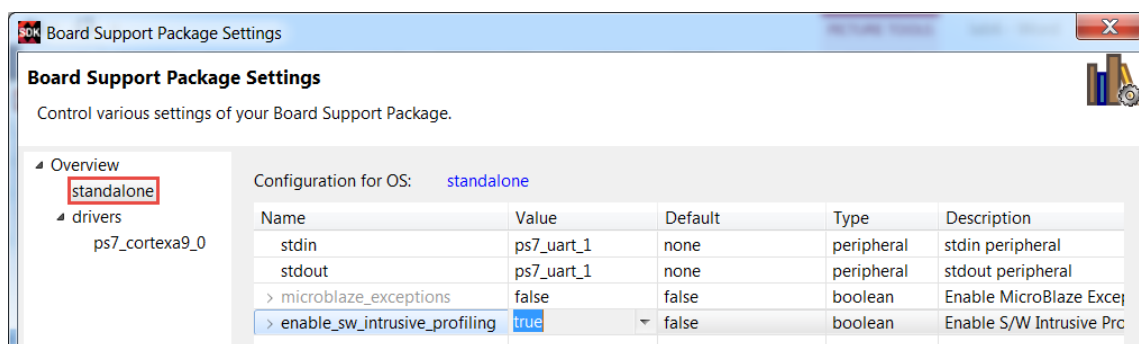 SDK Board Support Package Settings
Board Support Package Settings
Control various settings of your Board Support Package.
Overview
standalone
drivers
ps7_cortexa9_0
Configuration for OS: standalone
Name Value Default Type Description
stdin ps7_uart_1 none peripheral stdin peripheral
stdout ps7_uart_1 none peripheral stdout peripheral
microblaze_exceptions false false boolean Enable MicroBlaze Excep
enable_sw_intrusive_profiling true false boolean Enable S/W Intrusive Pro